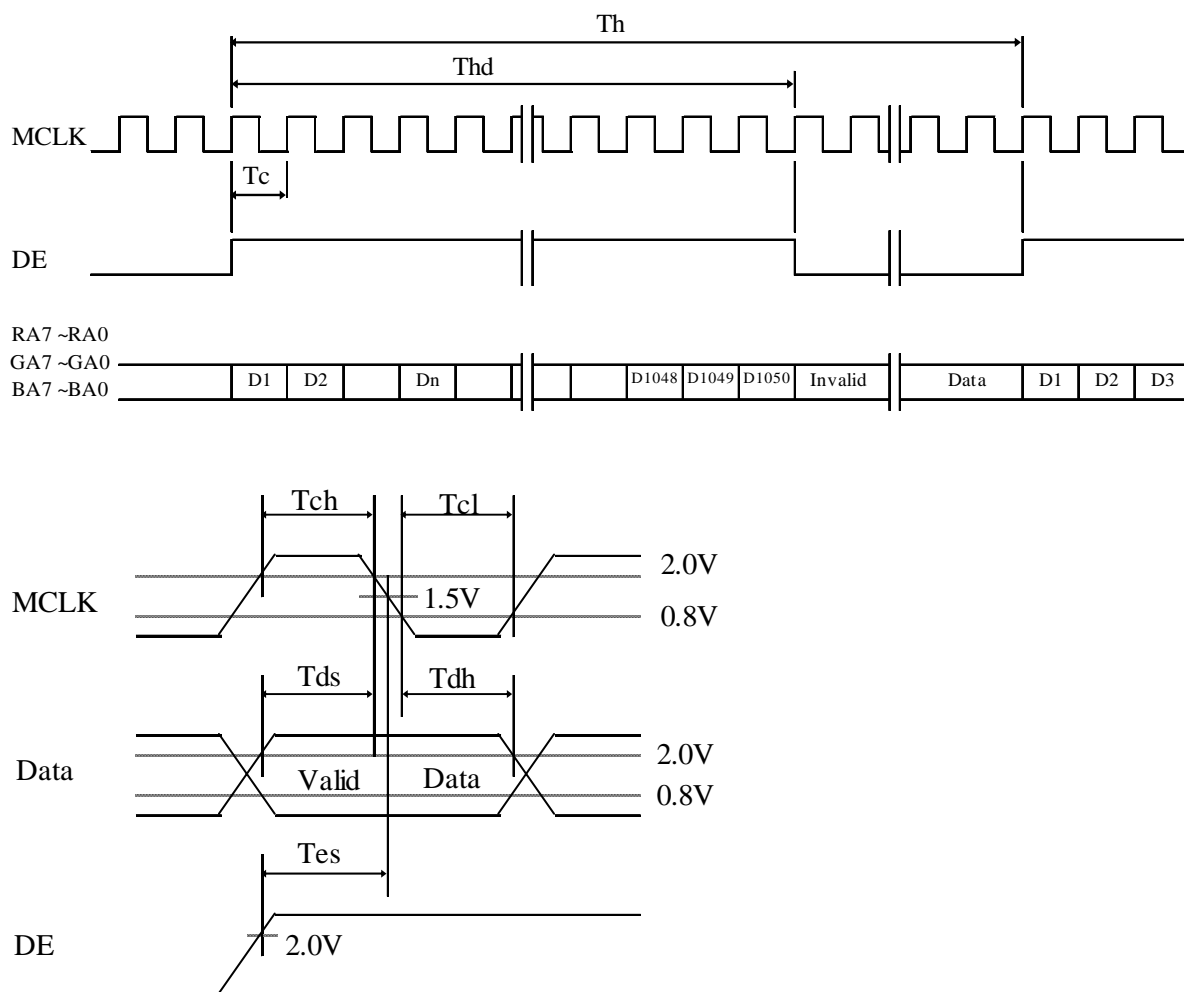 Th
Thd
MCLK
Tc
DE
RA7 ~RA0
GA7 ~GA0
BA7 ~BA0
D1 D2 Dn D1048 D1049 D1050 Invalid Data D1 D2 D3
Tch Tcl
MCLK
2.0V
1.5V
0.8V
Tds Tdh
Data
Valid Data
2.0V
0.8V
Tes
DE
2.0V